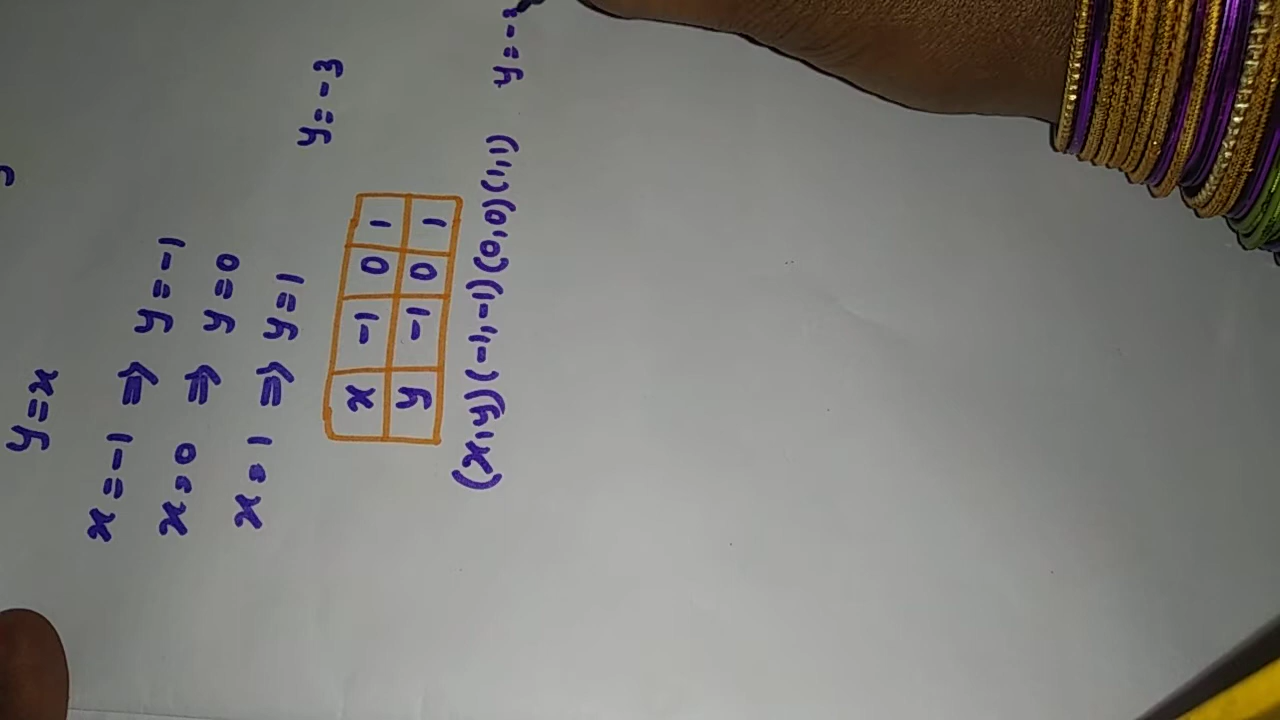 y = x
x = -1 ⇒ y = -1
x = 0 ⇒ y = 0
x = 1 ⇒ y = 1
y = -3
x -1 0 1
y -1 0 1
(x,y) (-1,-1) (0,0) (1,1)
y = -